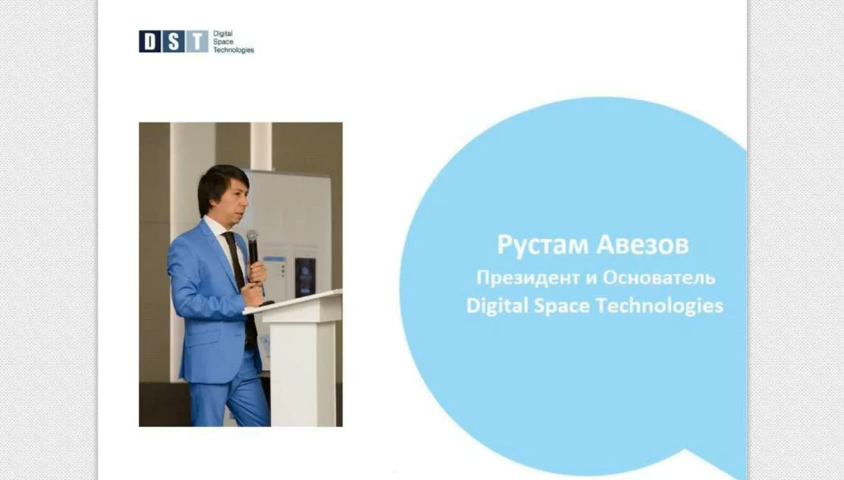 DST
Digital
Space
Technologies
Рустам Авезов
Президент и Основатель
Digital Space Technologies